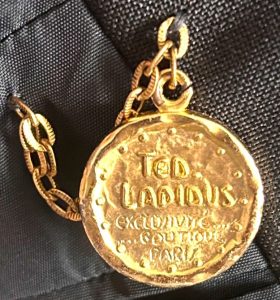 TED
LAPIDUS
EXCLUSIVITE
BOUTIQUE
PARIS